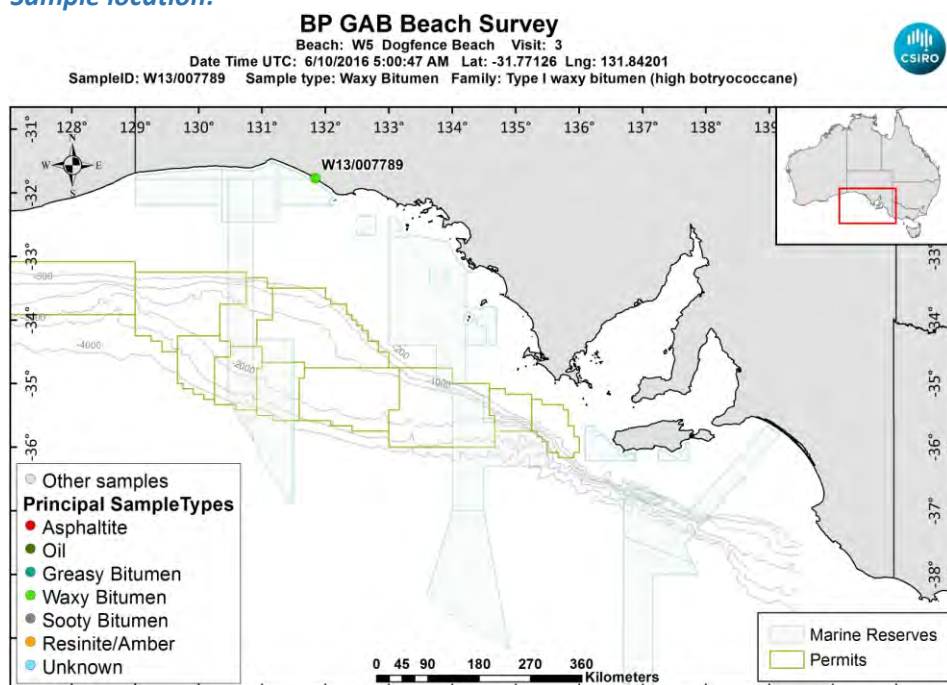 Sample location:
BP GAB Beach Survey
Beach: W5 Dogfence Beach Visit: 3
Date Time UTC: 6/10/2016 5:00:47 AM Lat: -31.77126 Lng: 131.84201
SampleID: W13/007789 Sample type: Waxy Bitumen Family: Type I waxy bitumen (high botryococcane)
CSIRO
128° 129° 130° 131° 132° 133° 134° 135° 136° 137° 138° 139
-31°
-32°
-33°
-34°
-35°
-36°
-37°
-38°
-31°
-32°
-33°
-34°
-35°
-36°
-37°
-38°
N
W E
S
W13/007789
-200
-1000
-2000
-4000
Other samples
Principal SampleTypes
Asphaltite
Oil
Greasy Bitumen
Waxy Bitumen
Sooty Bitumen
Resinite/Amber
Unknown
0 45 90 180 270 360
Kilometers
Marine Reserves
Permits